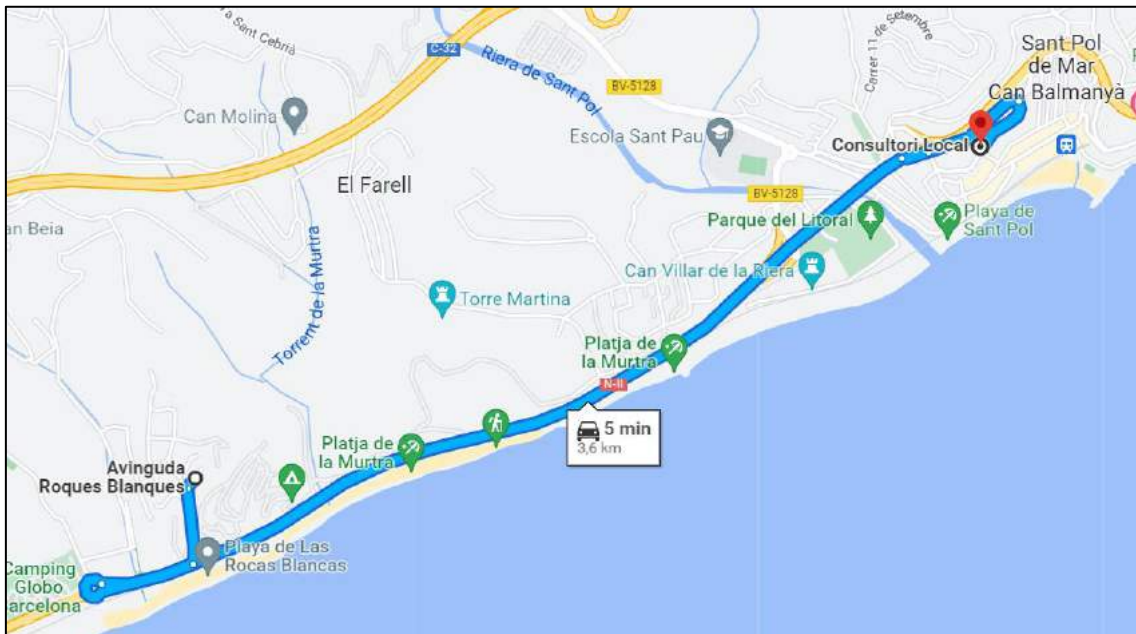 a Sant Cebrià
C-32
Riera de Sant Pol
BV-5128
Carrer 11 de Setembre
Sant Pol
de Mar
Can Balmanyà
Can Molina
Escola Sant Pau
Consultori Local
El Farell
BV-5128
an Beia
Torrent de la Murtra
Parque del Litoral
Playa de
Sant Pol
Can Villar de la Riera
Torre Martina
Platja de
la Murtra
N-II
5 min
3,6 km
Platja de
la Murtra
Avinguda
Roques Blanques
Playa de Las
Rocas Blancas
Camping
Globo
arcelona